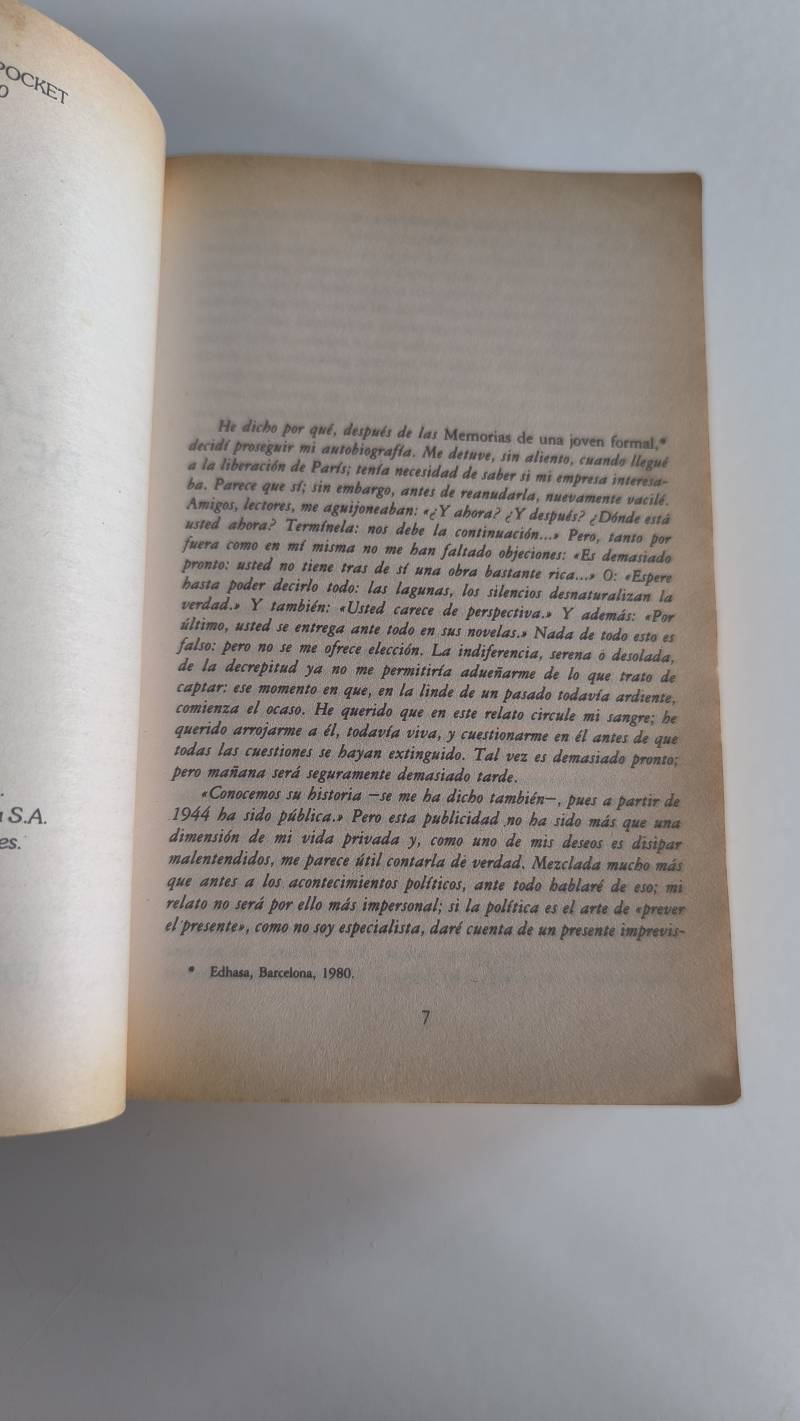 POCKET
He dicho por qué, después de las Memorias de una joven formal,*
decidí proseguir mi autobiografía. Me detuve, sin aliento, cuando llegué
a la liberación de París; tenía necesidad de saber si mi empresa interesa-
ba. Parece que sí; sin embargo, antes de reanudarla, nuevamente vacilé.
Amigos, lectores, me aguijoneaban: «¿Y ahora? ¿Y después? ¿Dónde está
usted ahora? Termínela: nos debe la continuación...» Pero, tanto por
fuera como en mí misma no me han faltado objeciones: «Es demasiado
pronto: usted no tiene tras de sí una obra bastante rica...» O: «Espere
hasta poder decirlo todo: las lagunas, los silencios desnaturalizan la
verdad.» Y también: «Usted carece de perspectiva.» Y además: «Por
último, usted se entrega ante todo en sus novelas.» Nada de todo esto es
falso: pero no se me ofrece elección. La indiferencia, serena o desolada,
de la decrepitud ya no me permitiría adueñarme de lo que trato de
captar: ese momento en que, en la linde de un pasado todavía ardiente,
comienza el ocaso. He querido que en este relato circule mi sangre; he
querido arrojarme a él, todavía viva, y cuestionarme en él antes de que
todas las cuestiones se hayan extinguido. Tal vez es demasiado pronto;
pero mañana será seguramente demasiado tarde.
«Conocemos su historia —se me ha dicho también—, pues a partir de
1944 ha sido pública.» Pero esta publicidad no ha sido más que una
dimensión de mi vida privada y, como uno de mis deseos es disipar
malentendidos, me parece útil contarla de verdad. Mezclada mucho más
que antes a los acontecimientos políticos, ante todo hablaré de eso; mi
relato no será por ello más impersonal; si la política es el arte de «prever
el presente», como no soy especialista, daré cuenta de un presente imprevis-
* Edhasa, Barcelona, 1980.
7
S.A.
es.